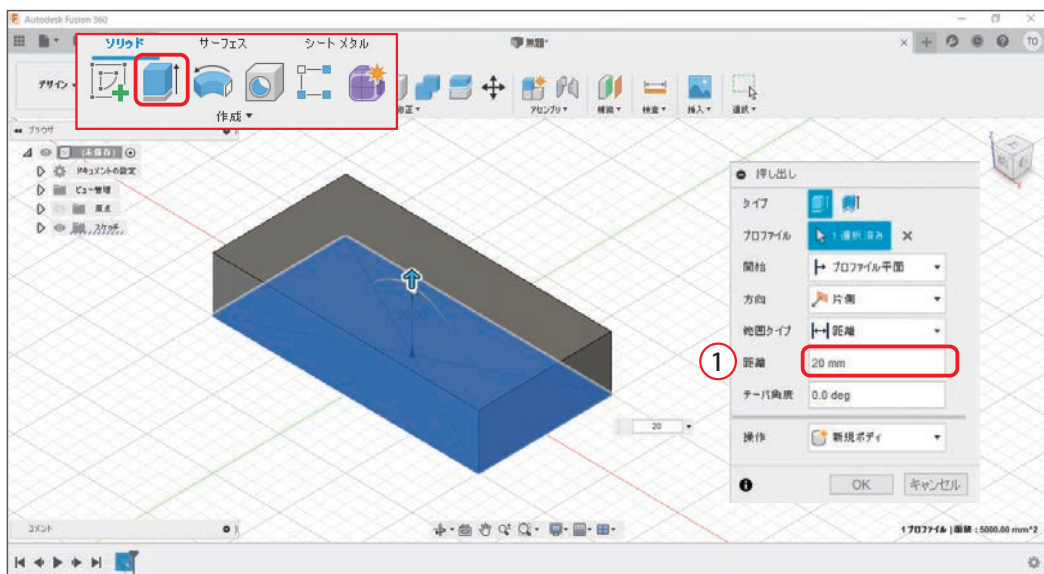 Autodesk Fusion 360
ソリッド
サーフェス
シートメタル
無題*
TO
デザイン
作成
修正
アセンブリ
構築
検査
挿入
選択
ブラウザ
(未保存)
ドキュメントの設定
ビュー管理
原点
スケッチ
20.00
20
①
押し出し
タイプ
プロファイル
1 選択済み
開始
プロファイル平面
方向
片側
範囲タイプ
距離
距離
20 mm
テーパ角度
0.0 deg
操作
新規ボディ
OK
キャンセル
コメント
1 プロファイル | 面積 : 5000.00 mm^2